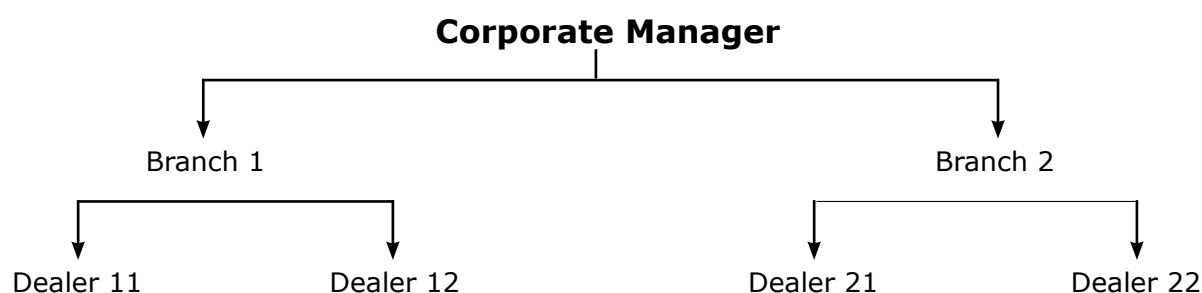 Corporate Manager
Branch 1 Branch 2
Dealer 11 Dealer 12 Dealer 21 Dealer 22